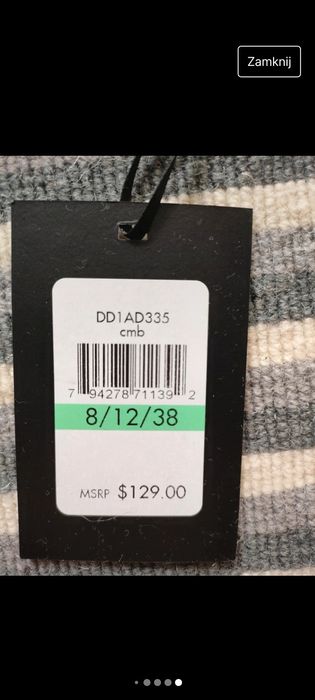 Zamknij
DD1AD335
cmb
7 94278 71139 2
8/12/38
MSRP $129.00